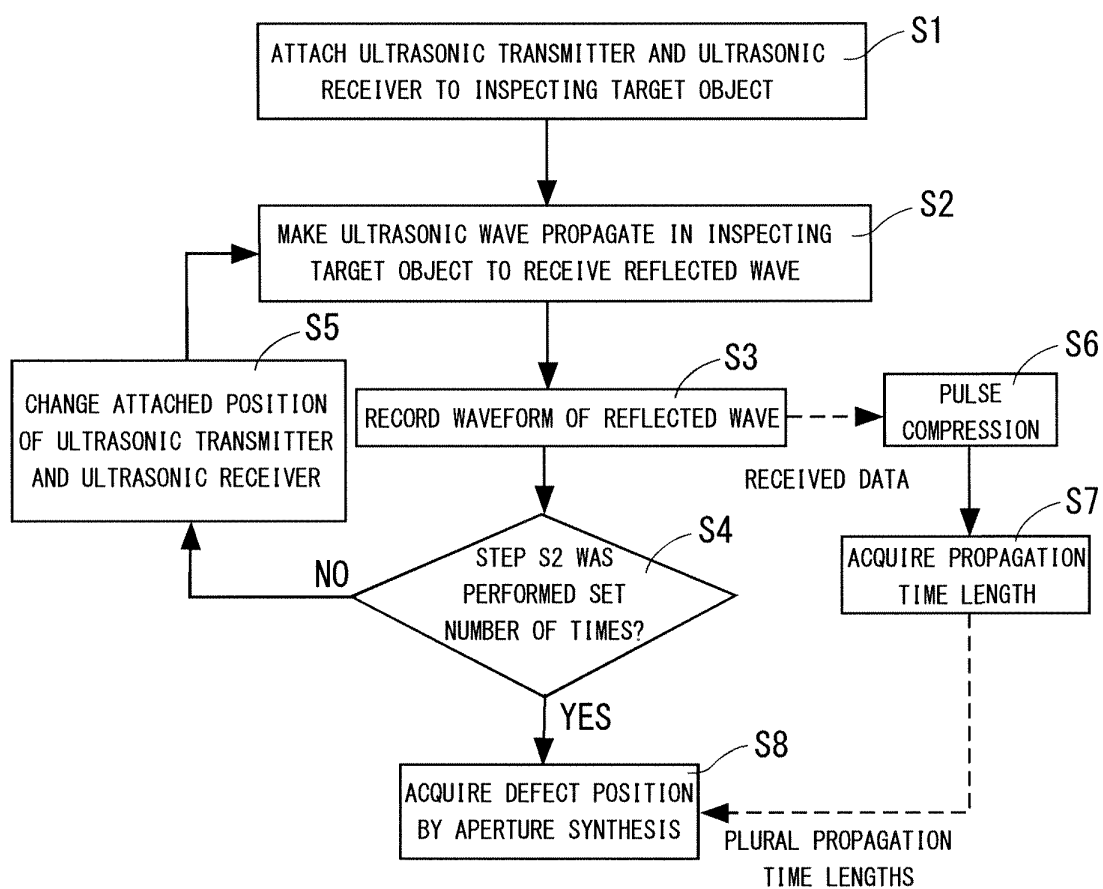 S1
ATTACH ULTRASONIC TRANSMITTER AND ULTRASONIC
RECEIVER TO INSPECTING TARGET OBJECT
S2
MAKE ULTRASONIC WAVE PROPAGATE IN INSPECTING
TARGET OBJECT TO RECEIVE REFLECTED WAVE
S5
CHANGE ATTACHED POSITION
OF ULTRASONIC TRANSMITTER
AND ULTRASONIC RECEIVER
S3
RECORD WAVEFORM OF REFLECTED WAVE
S6
PULSE
COMPRESSION
RECEIVED DATA
S7
ACQUIRE PROPAGATION
TIME LENGTH
S4
STEP S2 WAS
PERFORMED SET
NUMBER OF TIMES?
NO
YES
S8
ACQUIRE DEFECT POSITION
BY APERTURE SYNTHESIS
PLURAL PROPAGATION
TIME LENGTHS